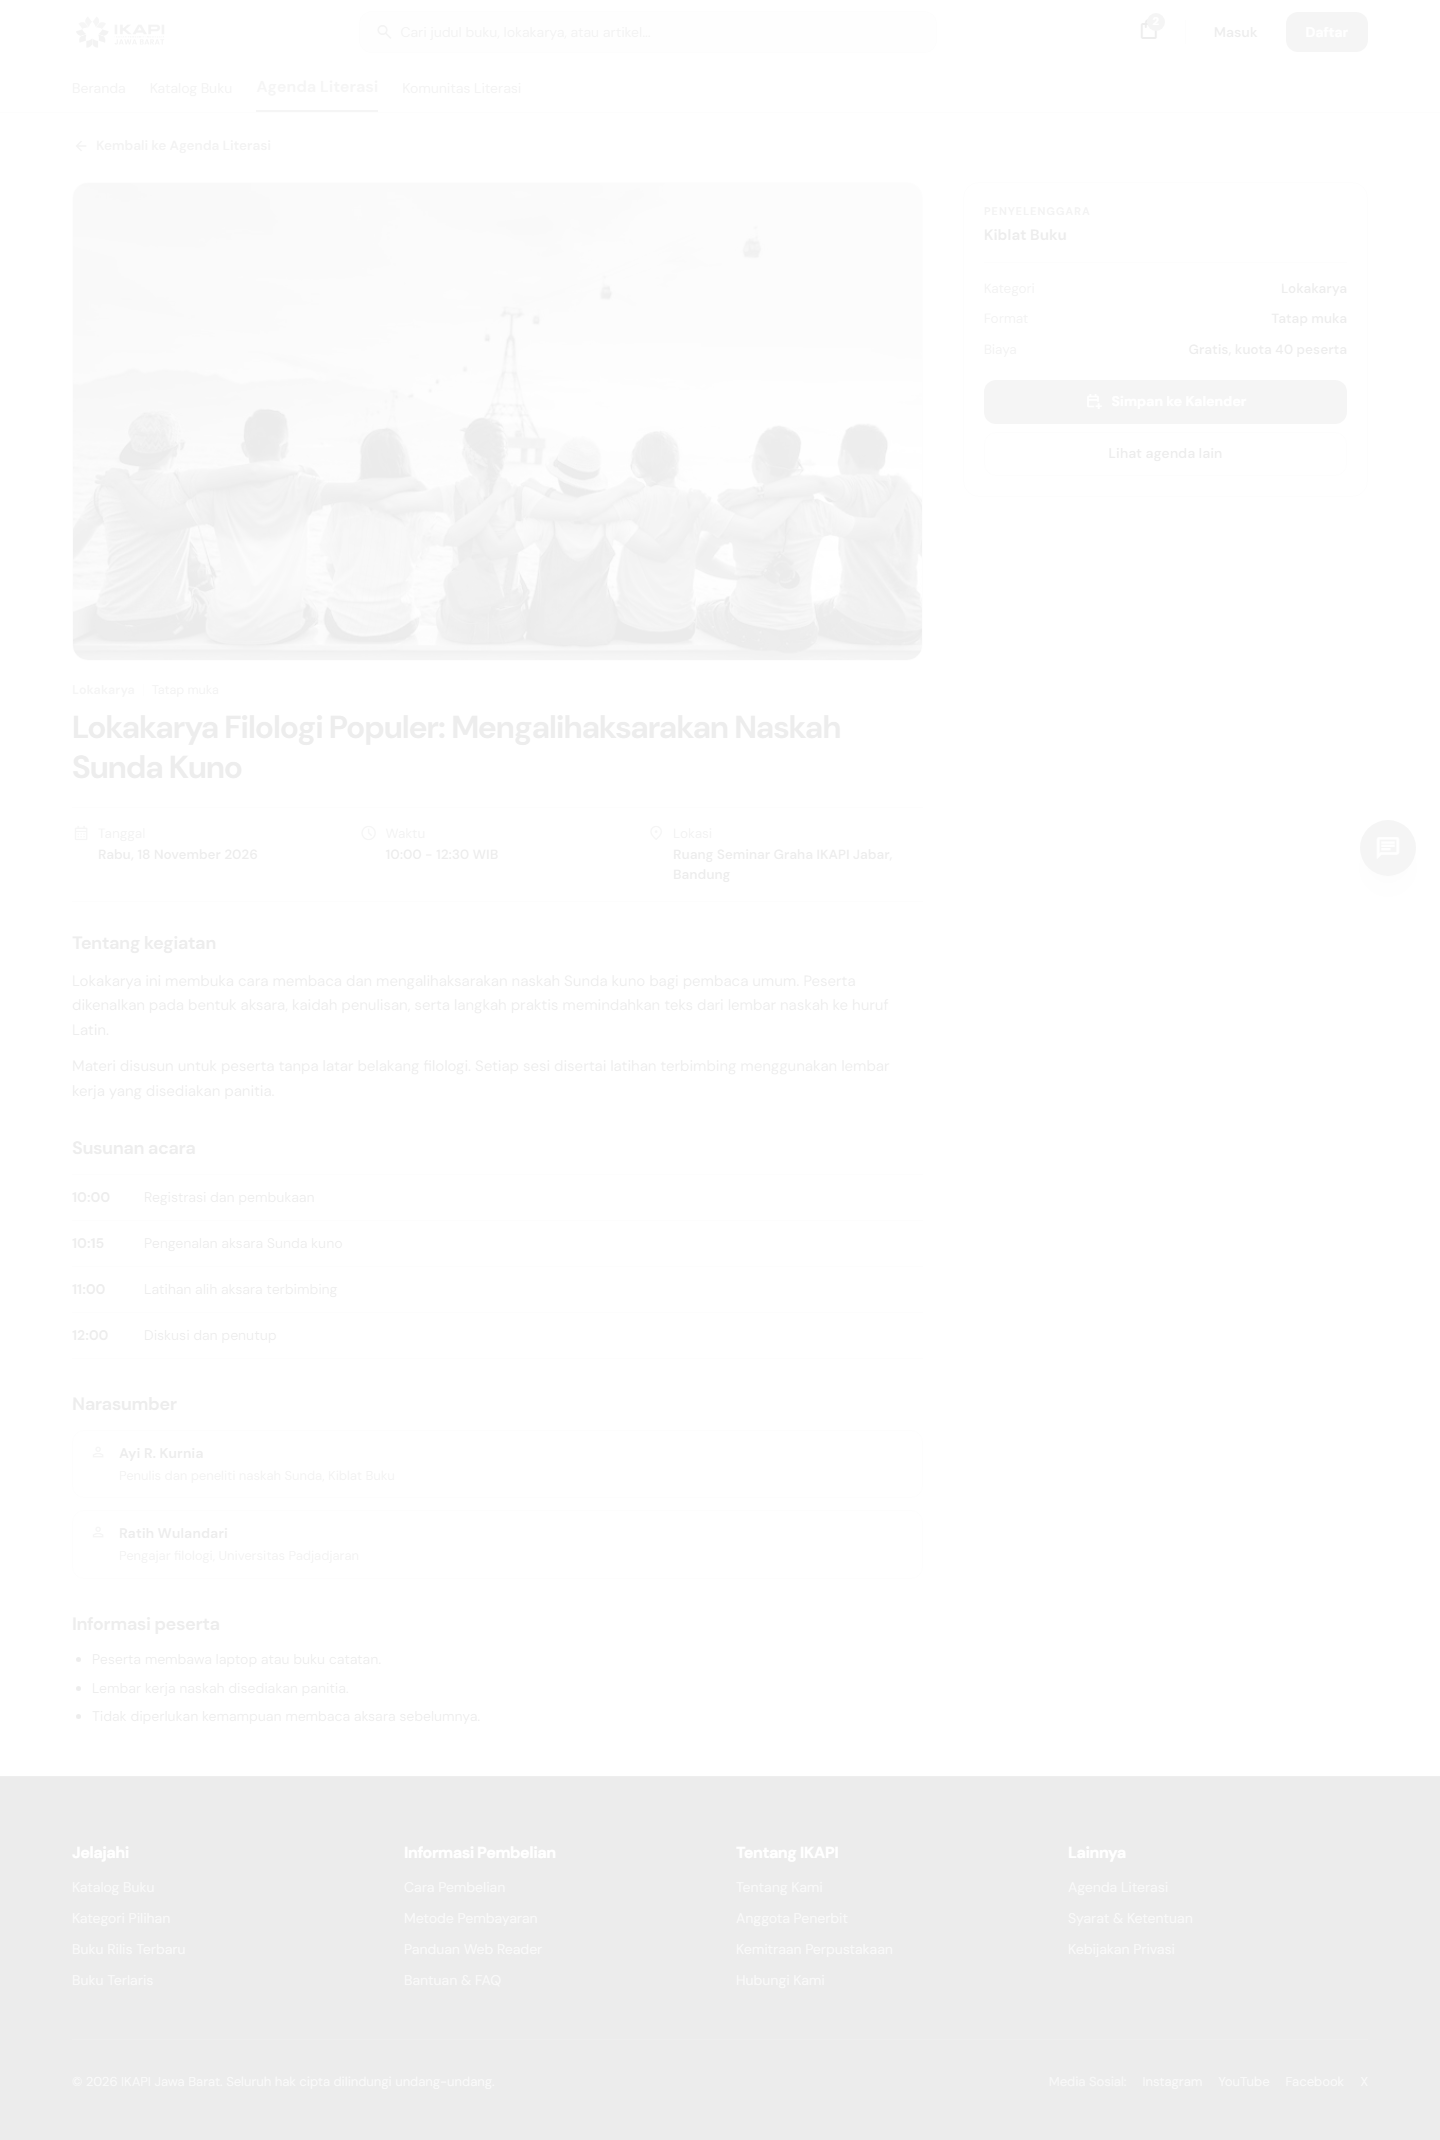 IKAPI
JAWA BARAT
Cari judul buku, lokakarya, atau artikel...
2
Masuk
Daftar
Beranda
Katalog Buku
Agenda Literasi
Komunitas Literasi
Kembali ke Agenda Literasi
PENYELENGGARA
Kiblat Buku
Kategori
Lokakarya
Format
Tatap muka
Biaya
Gratis, kuota 40 peserta
Simpan ke Kalender
Lihat agenda lain
Lokakarya
Tatap muka
Lokakarya Filologi Populer: Mengalihaksarakan Naskah
Sunda Kuno
Tanggal
Rabu, 18 November 2026
Waktu
10:00 - 12:30 WIB
Lokasi
Ruang Seminar Graha IKAPI Jabar,
Bandung
Tentang kegiatan
Lokakarya ini membuka cara membaca dan mengalihaksarakan naskah Sunda kuno bagi pembaca umum. Peserta
dikenalkan pada bentuk aksara, kaidah penulisan, serta langkah praktis memindahkan teks dari lembar naskah ke huruf
Latin.
Materi disusun untuk peserta tanpa latar belakang filologi. Setiap sesi disertai latihan terbimbing menggunakan lembar
kerja yang disediakan panitia.
Susunan acara
10:00 Registrasi dan pembukaan
10:15 Pengenalan aksara Sunda kuno
11:00 Latihan alih aksara terbimbing
12:00 Diskusi dan penutup
Narasumber
Ayi R. Kurnia
Penulis dan peneliti naskah Sunda, Kiblat Buku
Ratih Wulandari
Pengajar filologi, Universitas Padjadjaran
Informasi peserta
Peserta membawa laptop atau buku catatan.
Lembar kerja naskah disediakan panitia.
Tidak diperlukan kemampuan membaca aksara sebelumnya.
Jelajahi
Katalog Buku
Kategori Pilihan
Buku Rilis Terbaru
Buku Terlaris
Informasi Pembelian
Cara Pembelian
Metode Pembayaran
Panduan Web Reader
Bantuan & FAQ
Tentang IKAPI
Tentang Kami
Anggota Penerbit
Kemitraan Perpustakaan
Hubungi Kami
Lainnya
Agenda Literasi
Syarat & Ketentuan
Kebijakan Privasi
© 2026 IKAPI Jawa Barat. Seluruh hak cipta dilindungi undang-undang.
Media Sosial:
Instagram
YouTube
Facebook
X